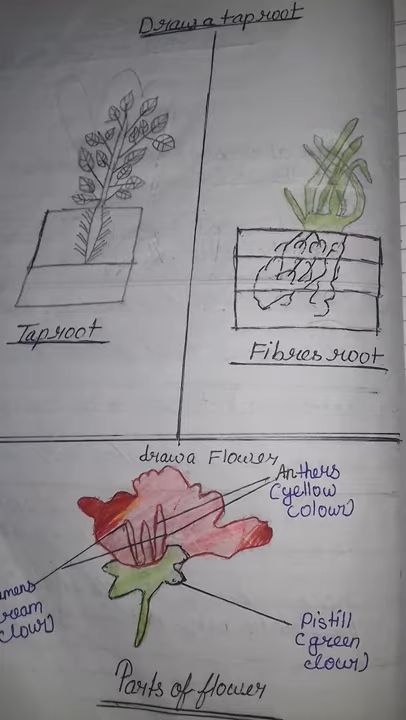 Draw a taproot
Taproot
Fibres root
draw a Flower
Anthers
(yellow
colour)
Pistill
(green
clour)
Parts of flower